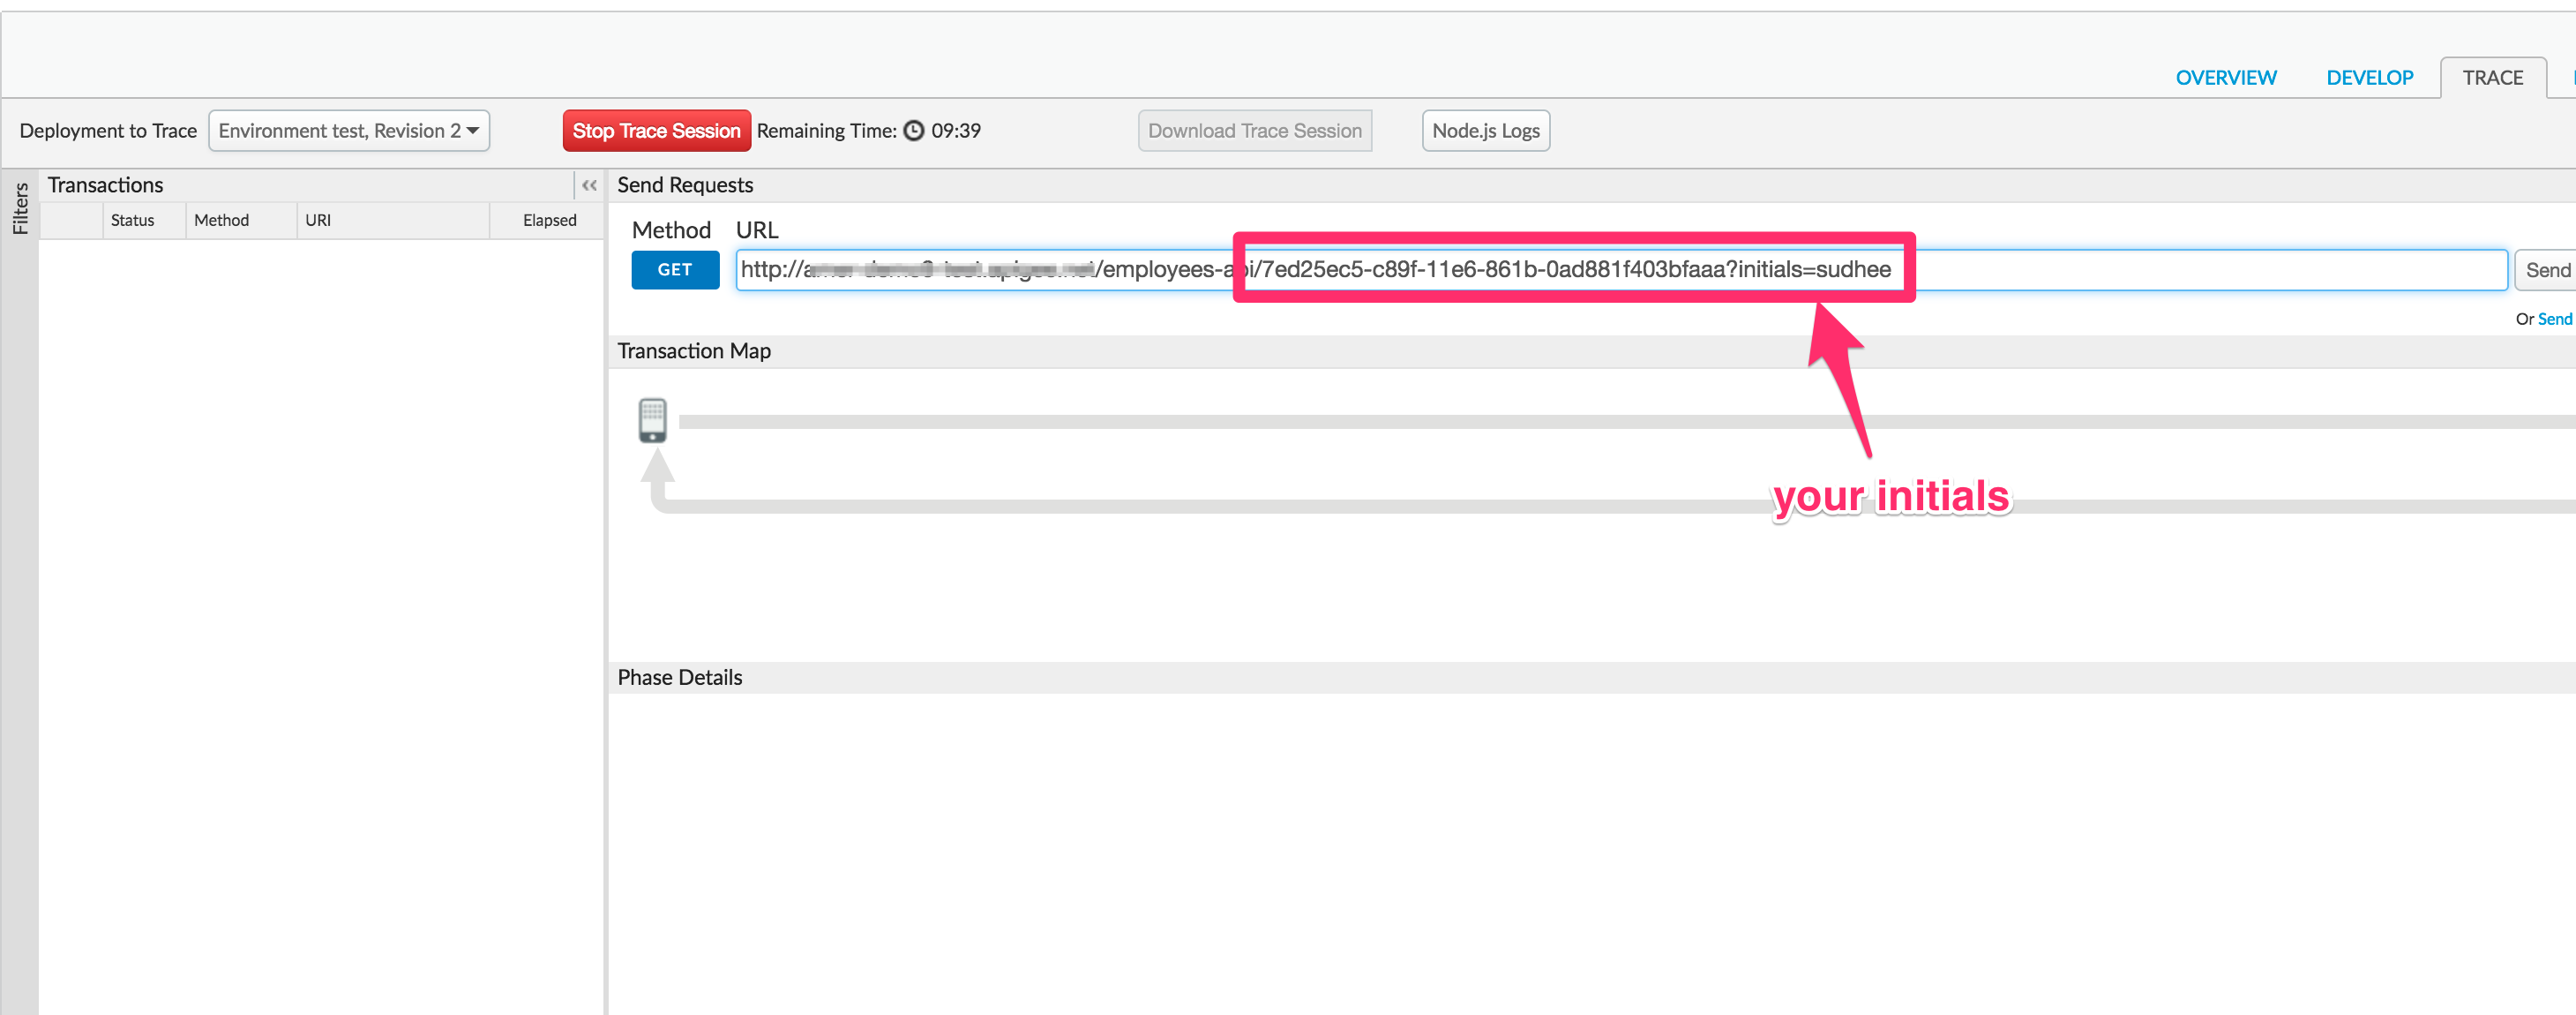 OVERVIEW DEVELOP TRACE
Deployment to Trace Environment test, Revision 2 Stop Trace Session Remaining Time: 09:39 Download Trace Session Node.js Logs
Filters
Transactions «
Status Method URI Elapsed
Send Requests
Method URL
GET http:// /employees-api/7ed25ec5-c89f-11e6-861b-0ad881f403bfaaa?initials=sudhee Send
Or Send
Transaction Map
your initials
Phase Details